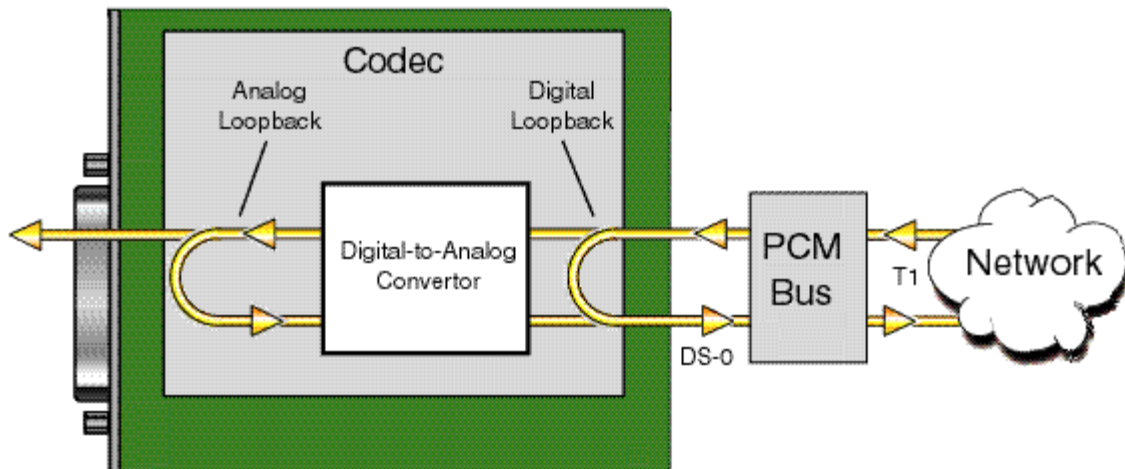 Codec
Analog
Loopback
Digital
Loopback
Digital-to-Analog
Convertor
PCM
Bus
T1
Network
DS-0